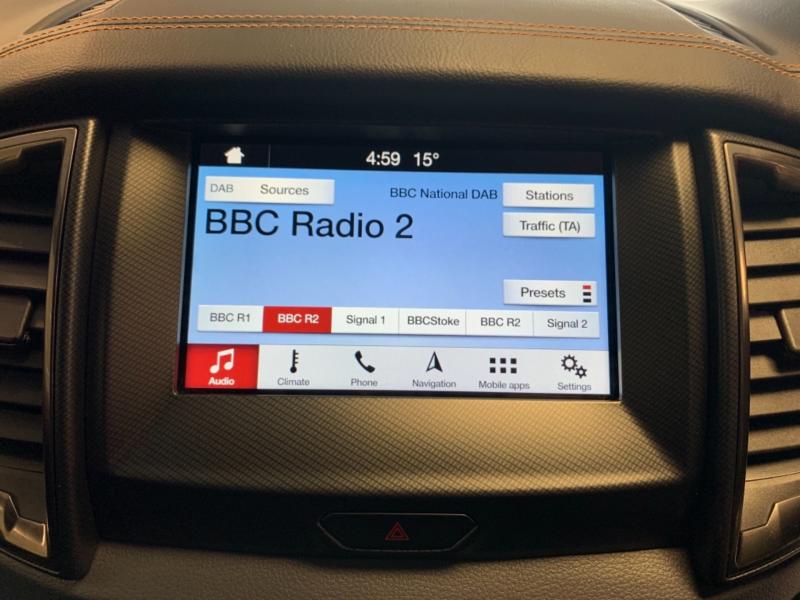 4:59 15°
DAB Sources
BBC National DAB
Stations
BBC Radio 2
Traffic (TA)
Presets
BBC R1
BBC R2
Signal 1
BBCStoke
BBC R2
Signal 2
Audio
Climate
Phone
Navigation
Mobile apps
Settings